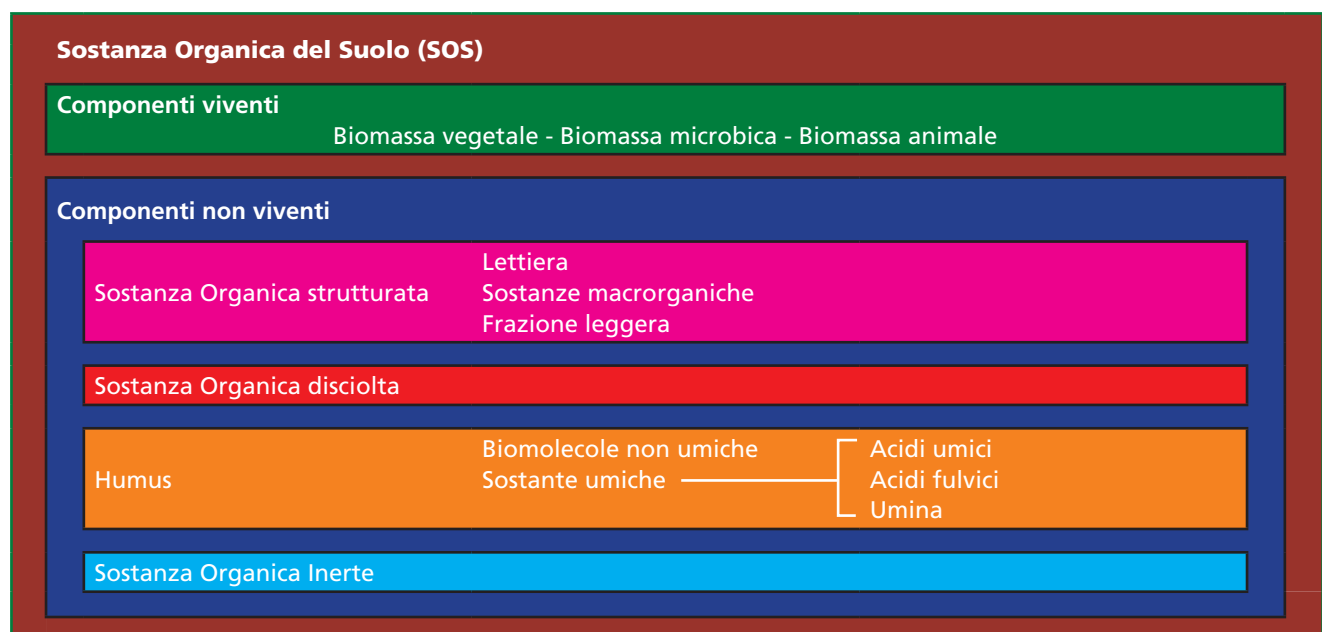 Sostanza Organica del Suolo (SOS)
Componenti viventi
Biomassa vegetale - Biomassa microbica - Biomassa animale
Componenti non viventi
Sostanza Organica strutturata
Lettiera
Sostanze macrorganiche
Frazione leggera
Sostanza Organica disciolta
Humus
Biomolecole non umiche
Sostante umiche
Acidi umici
Acidi fulvici
Umina
Sostanza Organica Inerte